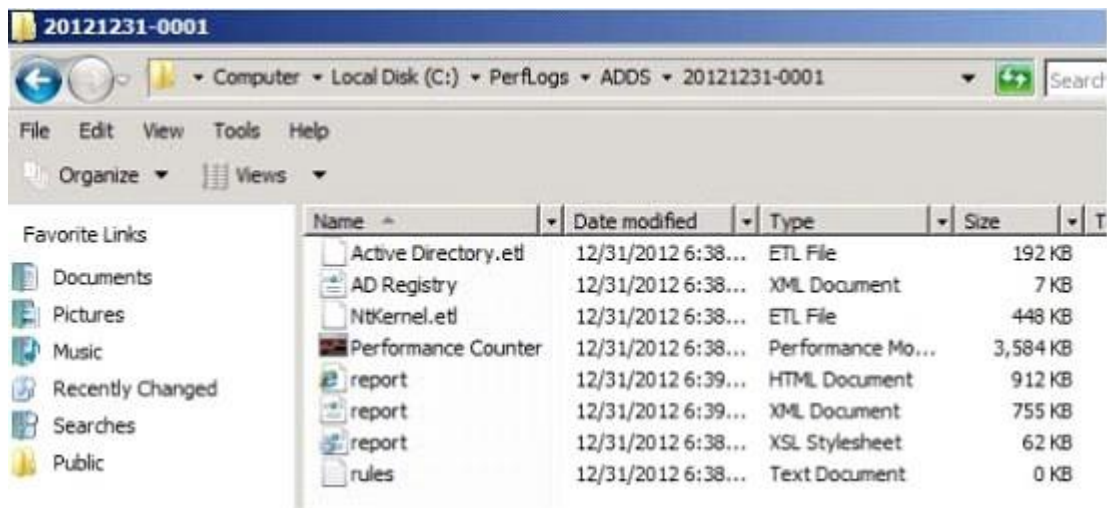 20121231-0001
Computer Local Disk (C:) PerfLogs ADDS 20121231-0001
File Edit View Tools Help
Organize Views
Favorite Links
Documents
Pictures
Music
Recently Changed
Searches
Public
Name Date modified Type Size T
Active Directory.etl 12/31/2012 6:38... ETL File 192 KB
AD Registry 12/31/2012 6:38... XML Document 7 KB
NtKernel.etl 12/31/2012 6:38... ETL File 448 KB
Performance Counter 12/31/2012 6:38... Performance Mo... 3,584 KB
report 12/31/2012 6:39... HTML Document 912 KB
report 12/31/2012 6:39... XML Document 755 KB
report 12/31/2012 6:38... XSL Stylesheet 62 KB
rules 12/31/2012 6:38... Text Document 0 KB